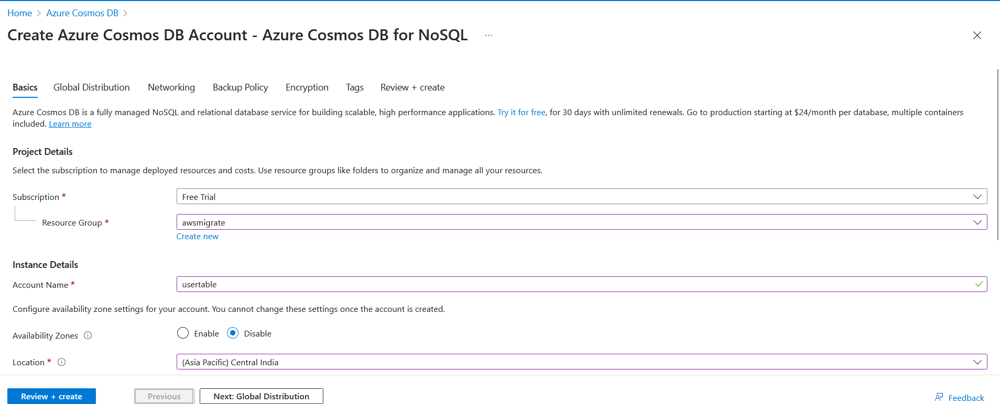 Home > Azure Cosmos DB >
Create Azure Cosmos DB Account - Azure Cosmos DB for NoSQL ...
Basics Global Distribution Networking Backup Policy Encryption Tags Review + create
Azure Cosmos DB is a fully managed NoSQL and relational database service for building scalable, high performance applications. Try it for free, for 30 days with unlimited renewals. Go to production starting at $24/month per database, multiple containers
included. Learn more
Project Details
Select the subscription to manage deployed resources and costs. Use resource groups like folders to organize and manage all your resources.
Subscription * Free Trial
Resource Group * awsmigrate
Create new
Instance Details
Account Name * usertable
Configure availability zone settings for your account. You cannot change these settings once the account is created.
Availability Zones Enable Disable
Location * (Asia Pacific) Central India
Review + create Previous Next: Global Distribution Feedback